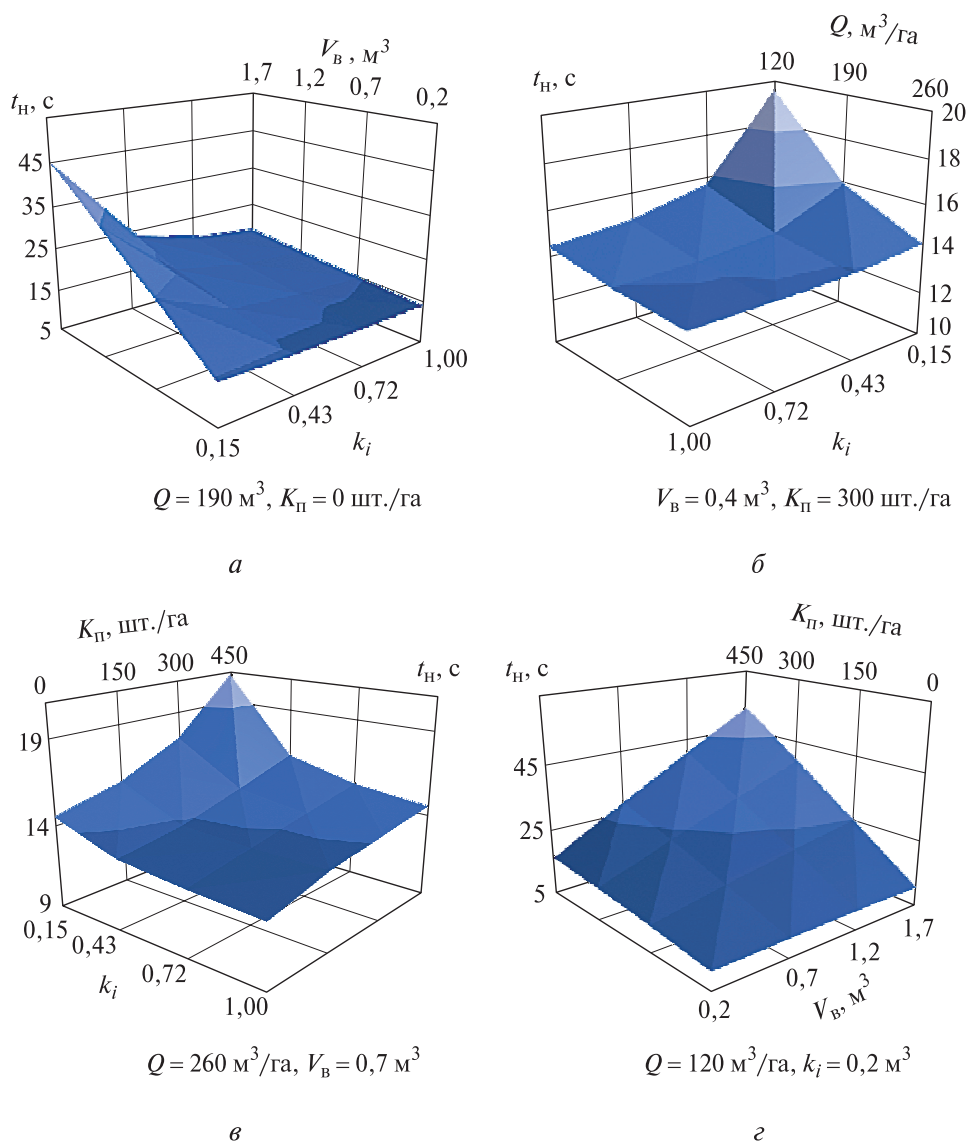 V_в, м³
1,7 1,2 0,7 0,2
t_н, с
45
35
25
15
5
1,00
0,72
0,43
0,15
k_i
Q = 190 м³, K_п = 0 шт./га
а
Q, м³/га
120 190 260
t_н, с
20
18
16
14
12
10
0,15
0,43
0,72
1,00
k_i
V_в = 0,4 м³, K_п = 300 шт./га
б
K_п, шт./га
0 150 300 450
t_н, с
19
14
9
0,15
0,43
0,72
1,00
k_i
Q = 260 м³/га, V_в = 0,7 м³
в
K_п, шт./га
450 300 150 0
t_н, с
45
25
5
1,7
1,2
0,7
0,2
V_в, м³
Q = 120 м³/га, k_i = 0,2 м³
г